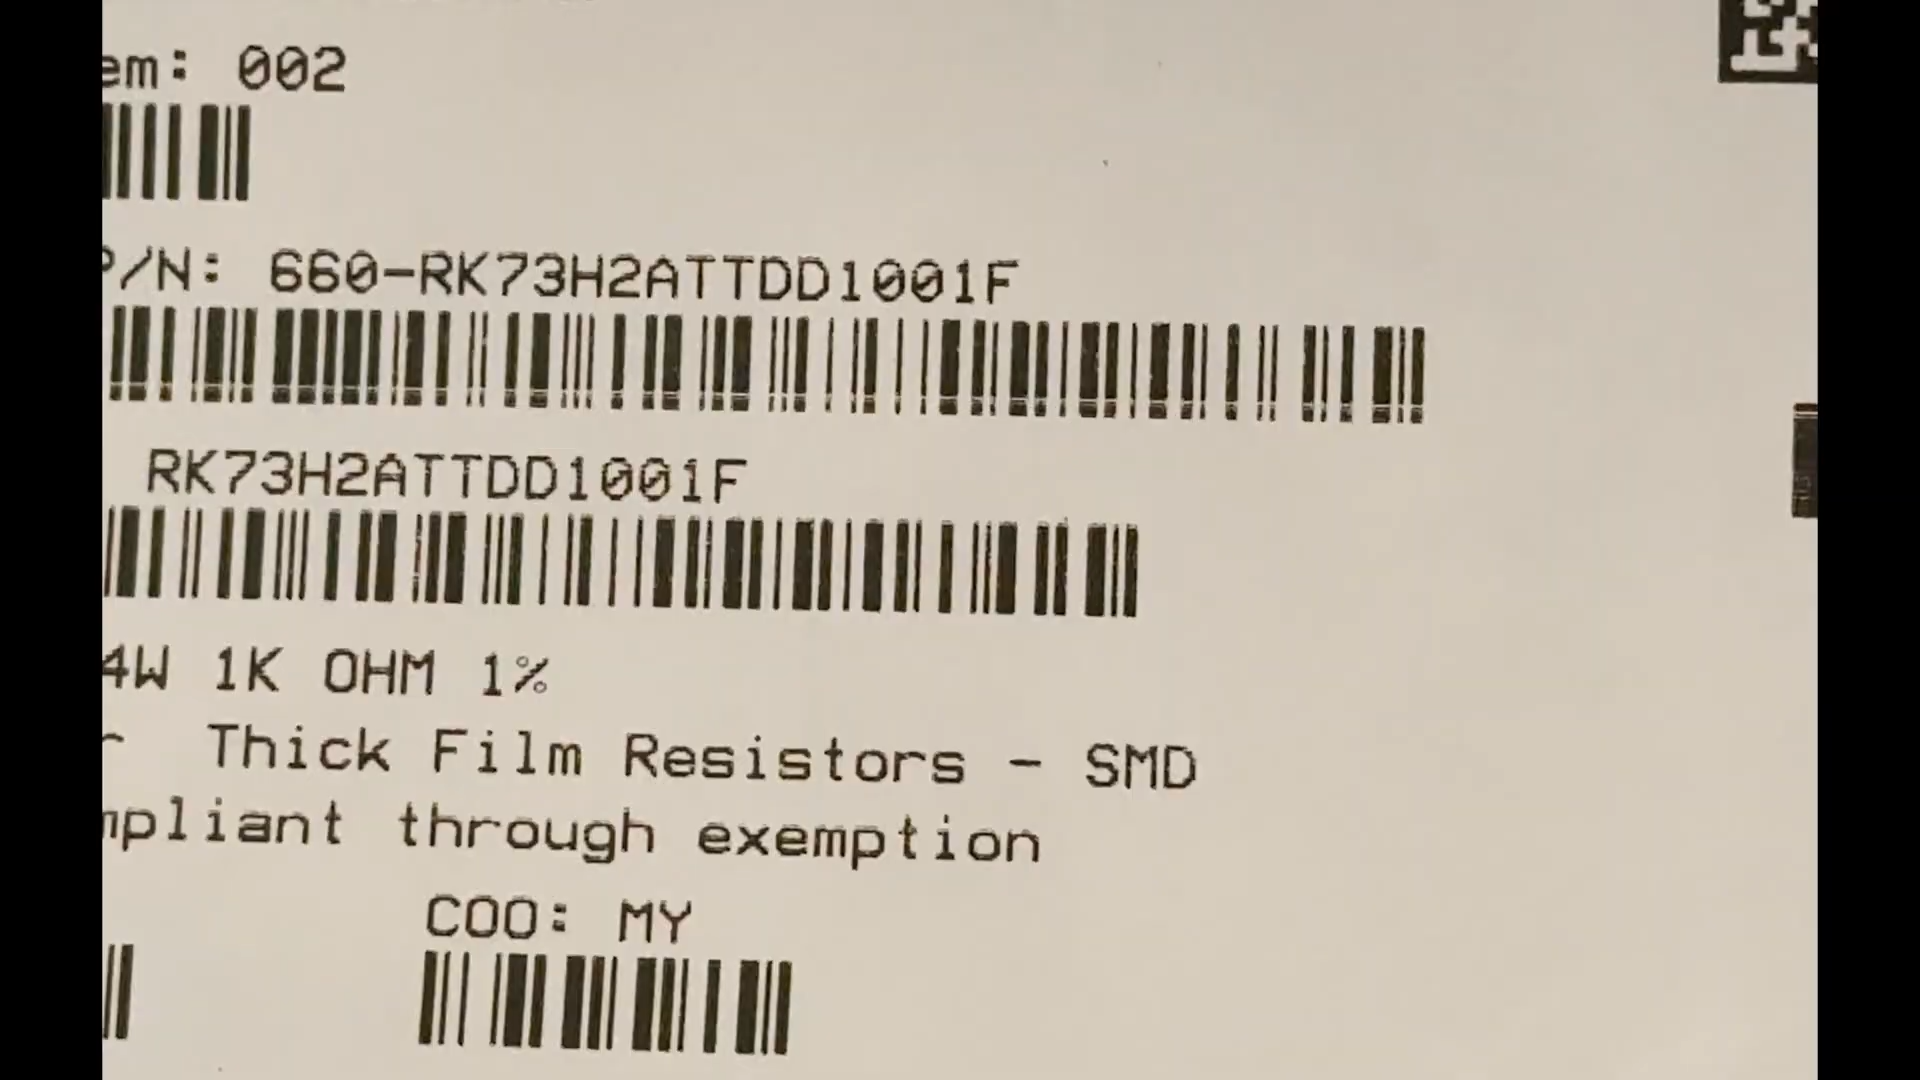 em: 002
P/N: 660-RK73H2ATTDD1001F
RK73H2ATTDD1001F
4W 1K OHM 1%
Thick Film Resistors - SMD
mpliant through exemption
COO: MY